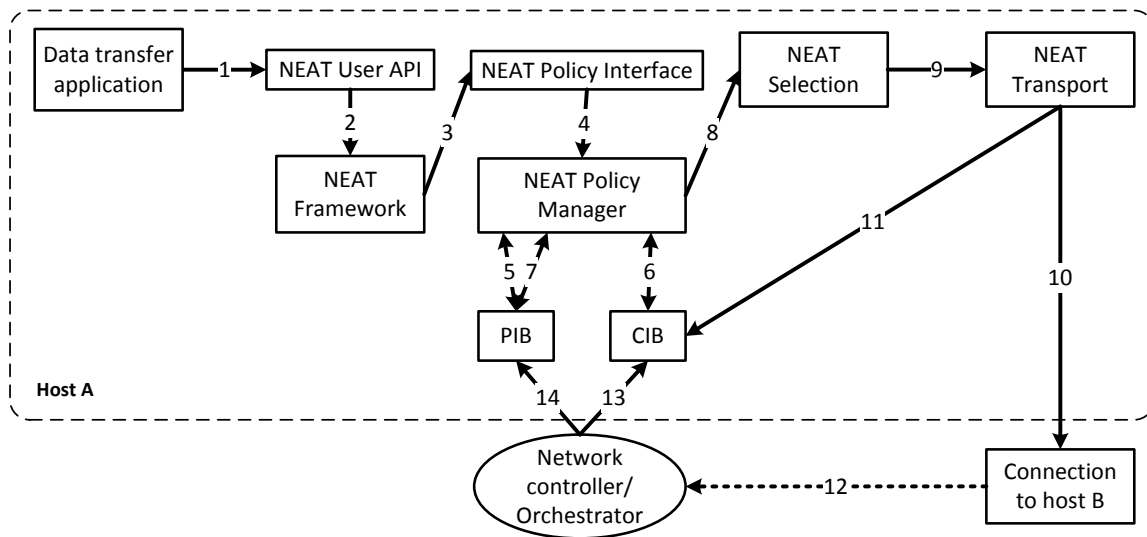 Data transfer
application
1
NEAT User API
2
NEAT
Framework
3
NEAT Policy Interface
4
NEAT Policy
Manager
8
NEAT
Selection
9
NEAT
Transport
5
7
6
11
10
PIB
CIB
Host A
14
13
Network
controller/
Orchestrator
12
Connection
to host B